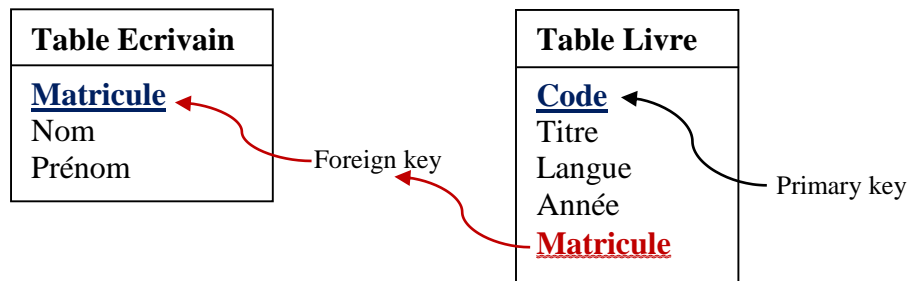 Table Ecrivain
Matricule
Nom
Prénom
Foreign key
Table Livre
Code
Titre
Langue
Année
Matricule
Primary key